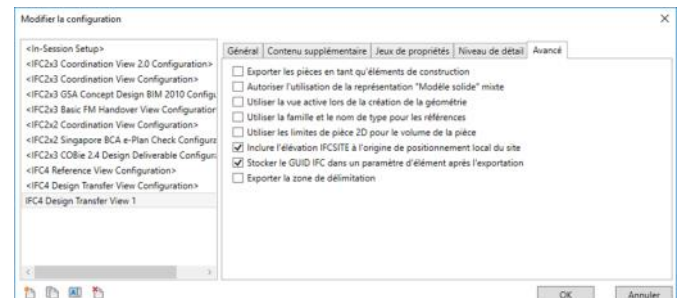 Modifier la configuration
<In-Session Setup>
<IFC2x3 Coordination View 2.0 Configuration>
<IFC2x3 Coordination View Configuration>
<IFC2x3 GSA Concept Design BIM 2010 Configu
<IFC2x3 Basic FM Handover View Configuration
<IFC2x2 Coordination View Configuration>
<IFC2x2 Singapore BCA e-Plan Check Configura
<IFC2x3 COBie 2.4 Design Deliverable Configura
<IFC4 Reference View Configuration>
<IFC4 Design Transfer View Configuration>
IFC4 Design Transfer View 1
Général Contenu supplémentaire Jeux de propriétés Niveau de détail Avancé
Exporter les pièces en tant qu'éléments de construction
Autoriser l'utilisation de la représentation "Modèle solide" mixte
Utiliser la vue active lors de la création de la géométrie
Utiliser la famille et le nom de type pour les références
Utiliser les limites de pièce 2D pour le volume de la pièce
Inclure l'élévation IFCSITE à l'origine de positionnement local du site
Stocker le GUID IFC dans un paramètre d'élément après l'exportation
Exporter la zone de délimitation
OK Annuler